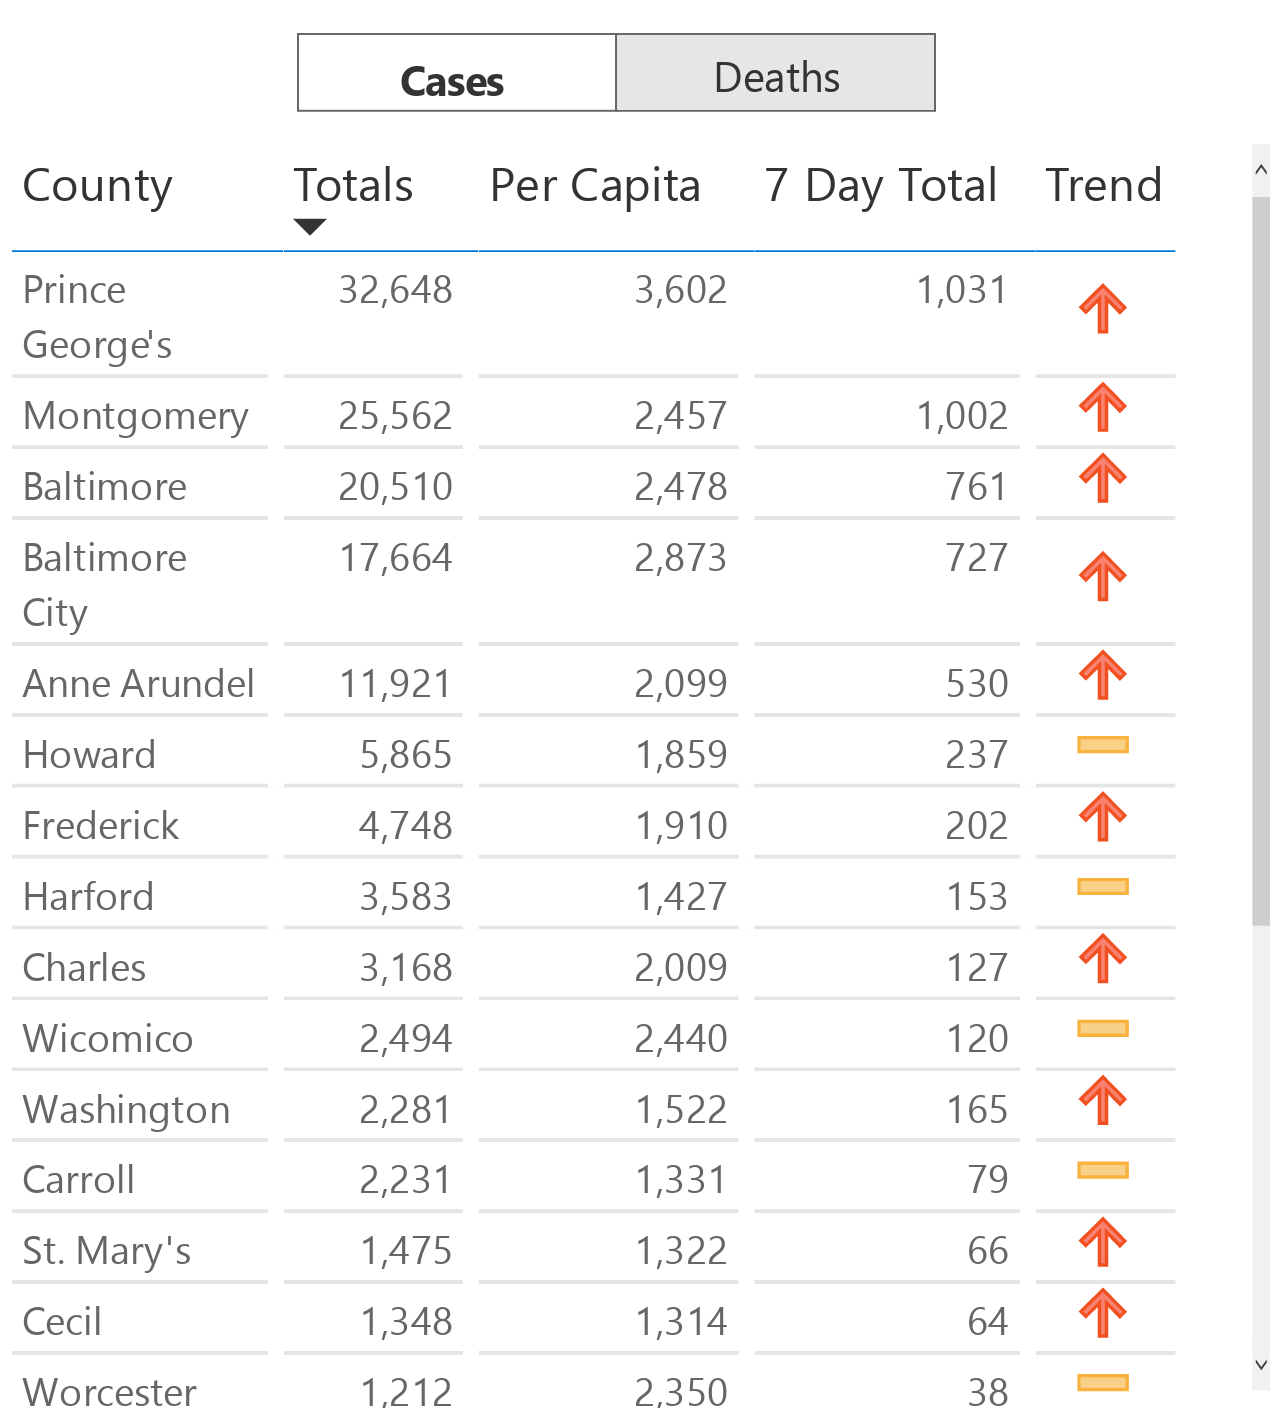 Cases Deaths
County Totals Per Capita 7 Day Total Trend
Prince 32,648 3,602 1,031
George's
Montgomery 25,562 2,457 1,002
Baltimore 20,510 2,478 761
Baltimore 17,664 2,873 727
City
Anne Arundel 11,921 2,099 530
Howard 5,865 1,859 237
Frederick 4,748 1,910 202
Harford 3,583 1,427 153
Charles 3,168 2,009 127
Wicomico 2,494 2,440 120
Washington 2,281 1,522 165
Carroll 2,231 1,331 79
St. Mary's 1,475 1,322 66
Cecil 1,348 1,314 64
Worcester 1,212 2,350 38